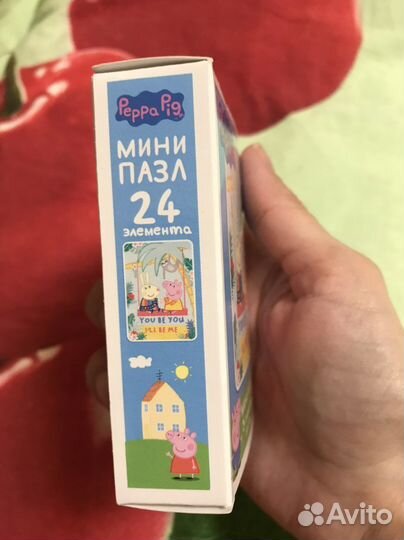 Peppa Pig
МИНИ
ПАЗЛ
24
элемента
YOU BE YOU
I'LL BE ME
Avito